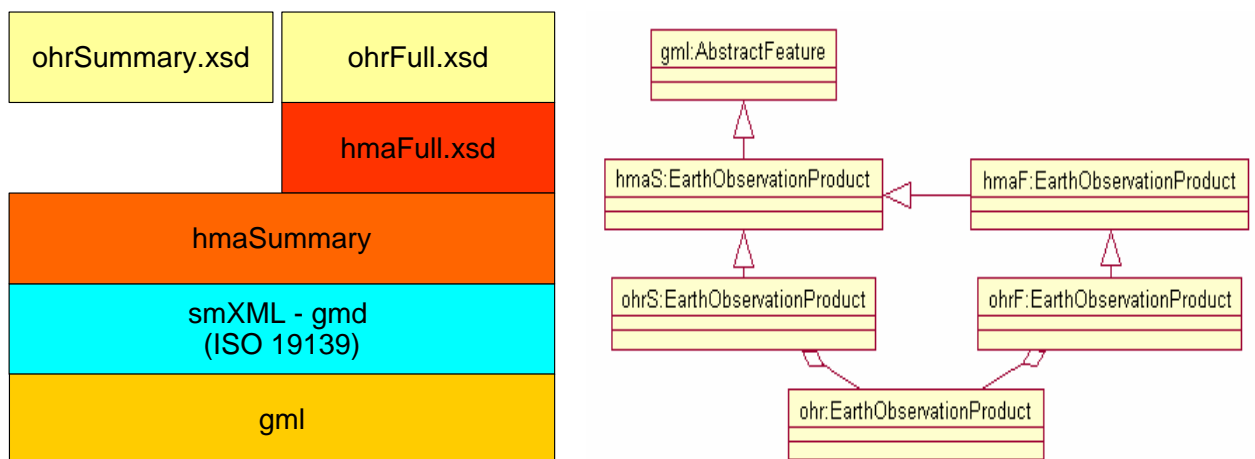 ohrSummary.xsd
ohrFull.xsd
hmaFull.xsd
hmaSummary
smXML - gmd
(ISO 19139)
gml
gml:AbstractFeature
hmaS:EarthObservationProduct
hmaF:EarthObservationProduct
ohrS:EarthObservationProduct
ohrF:EarthObservationProduct
ohr:EarthObservationProduct